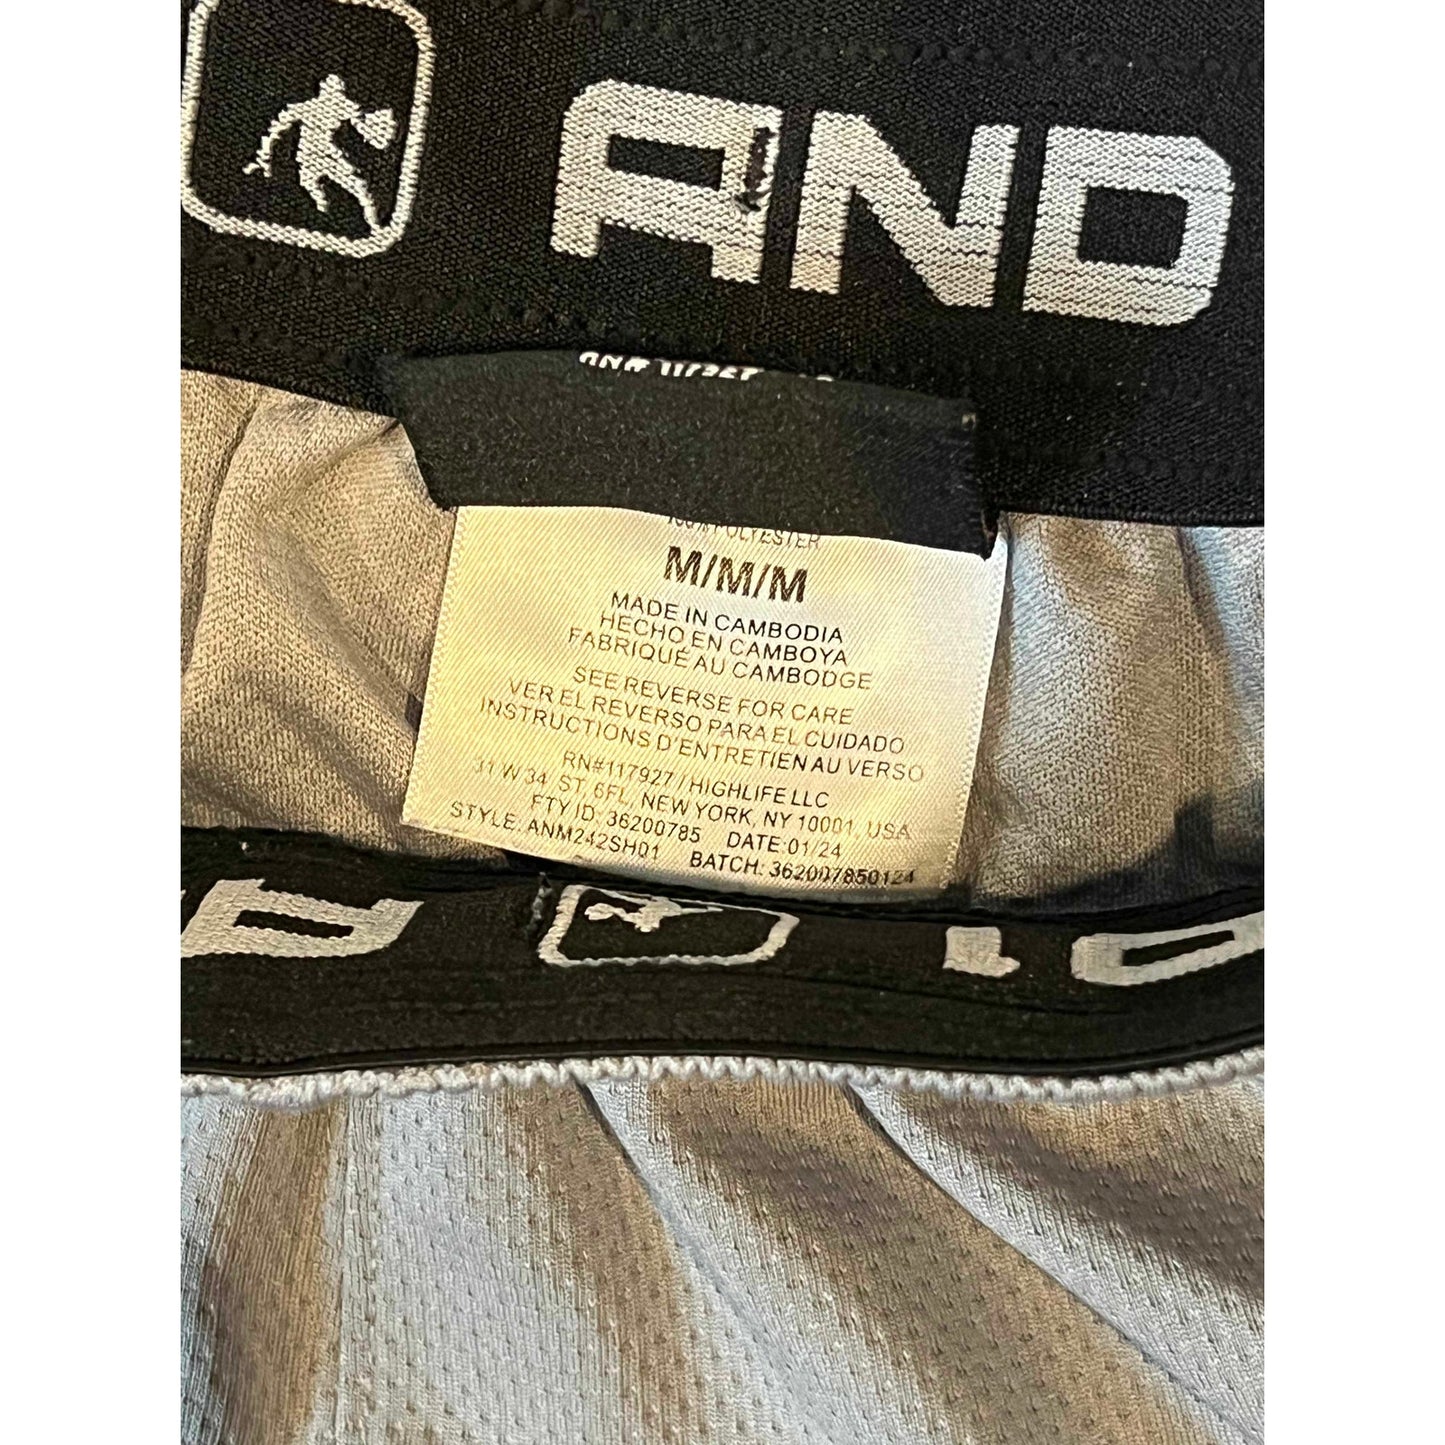 AND
100% POLYESTER
M/M/M
MADE IN CAMBODIA
HECHO EN CAMBOYA
FABRIQUÉ AU CAMBODGE
SEE REVERSE FOR CARE
VER EL REVERSO PARA EL CUIDADO
INSTRUCTIONS D'ENTRETIEN AU VERSO
RN#117927 / HIGHLIFE LLC
31 W 34 ST, 6FL, NEW YORK, NY 10001, USA
FTY ID: 36200785 DATE:01/24
STYLE: ANM242SH01 BATCH: 362007850124